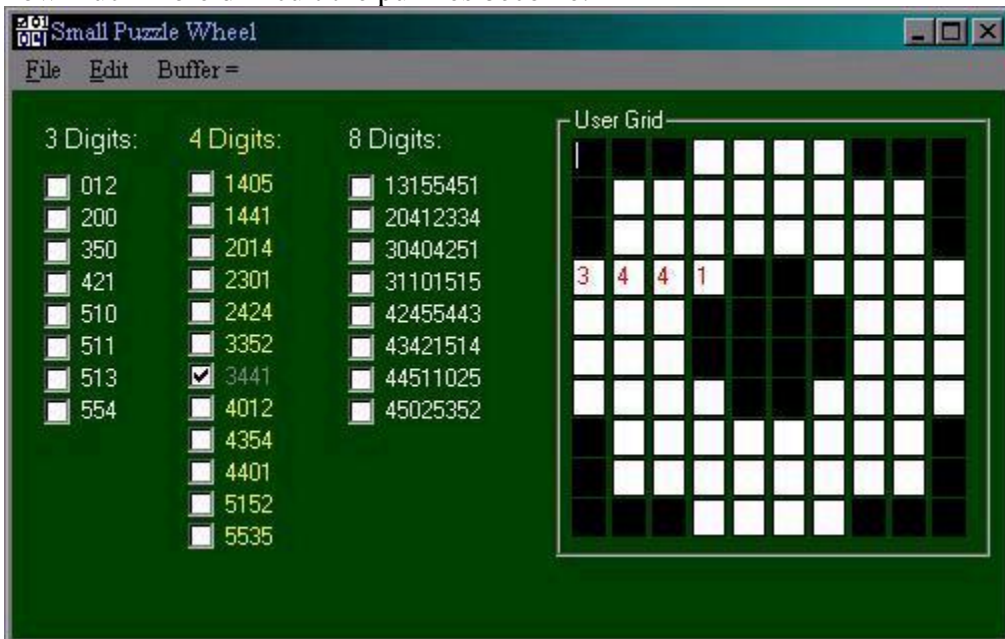 Small Puzzle Wheel
File Edit Buffer =
3 Digits: 4 Digits: 8 Digits:
User Grid
012 1405 13155451
200 1441 20412334
350 2014 30404251
421 2301 31101515
510 2424 42455443
511 3352 43421514
513 3441 44511025
554 4012 45025352
4354
4401
5152
5535
3 4 4 1